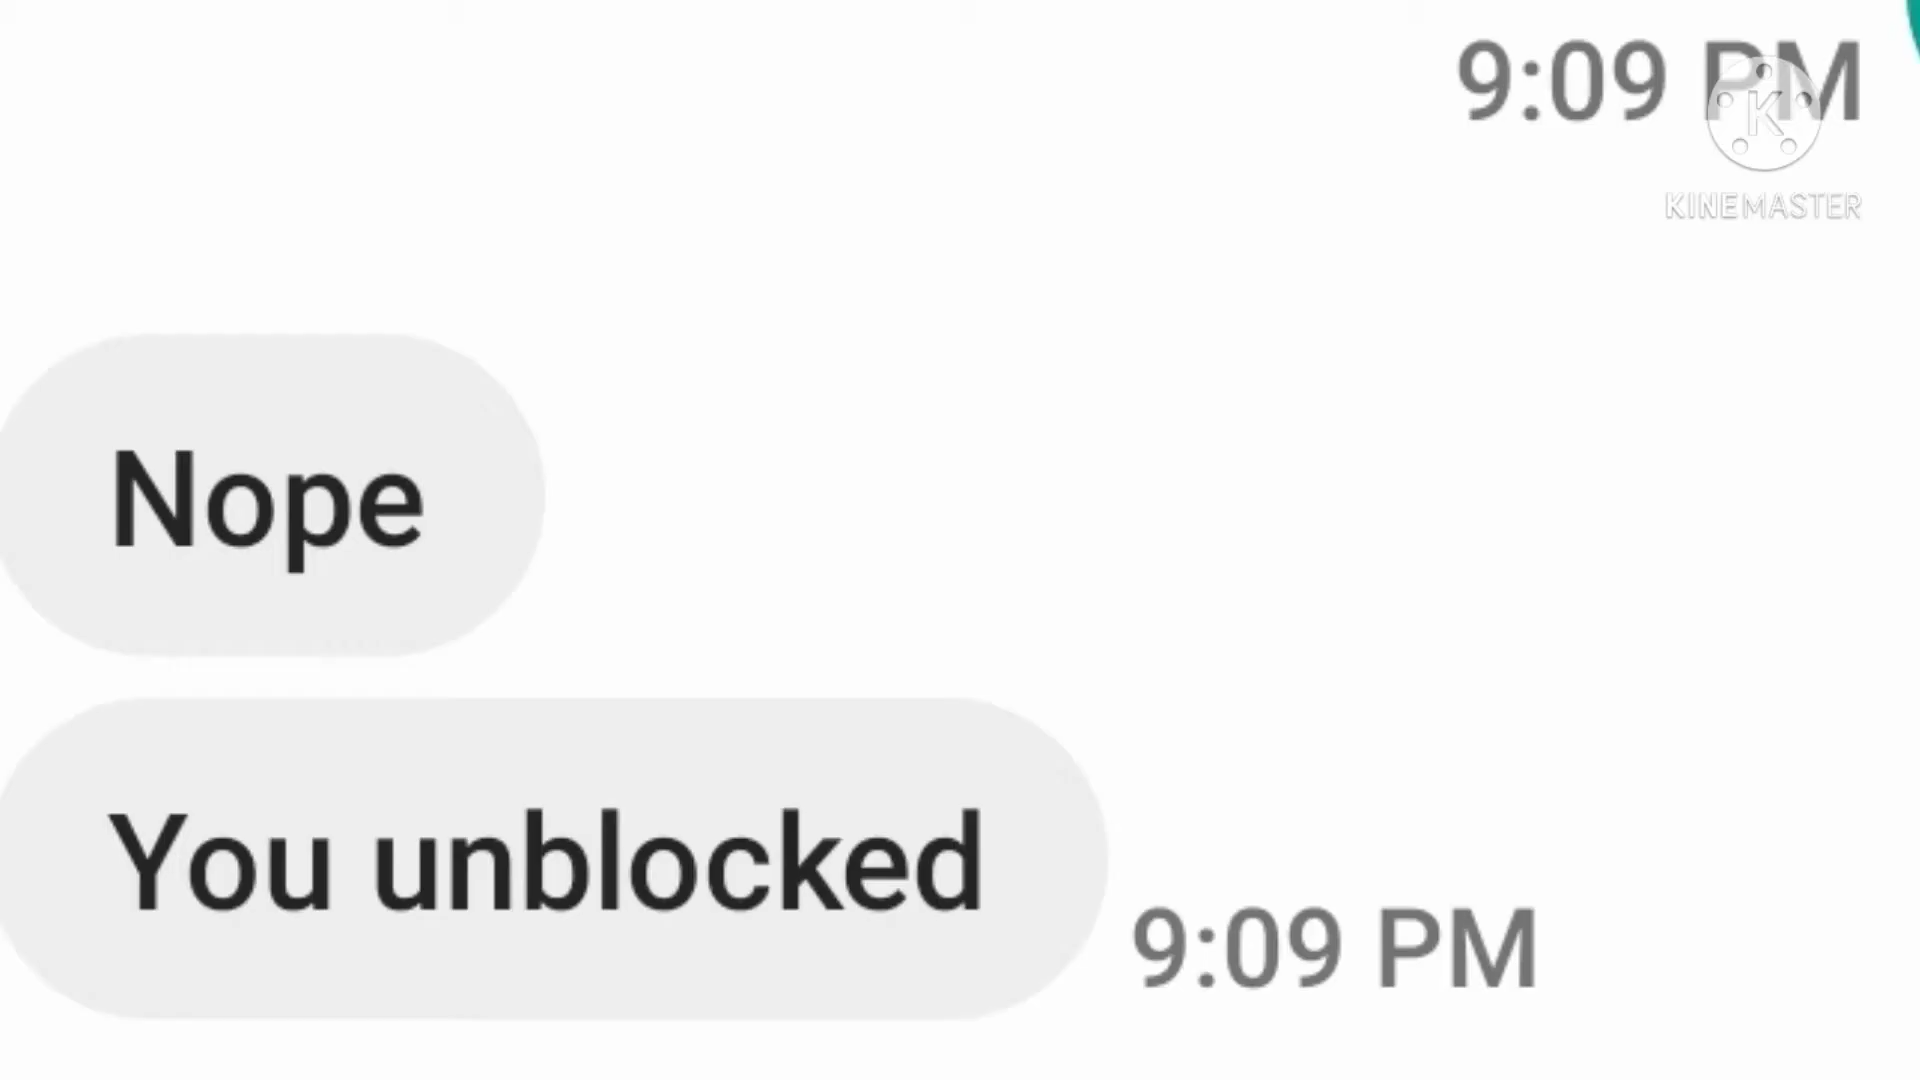 9:09 PM
K
KINEMASTER
Nope
You unblocked
9:09 PM